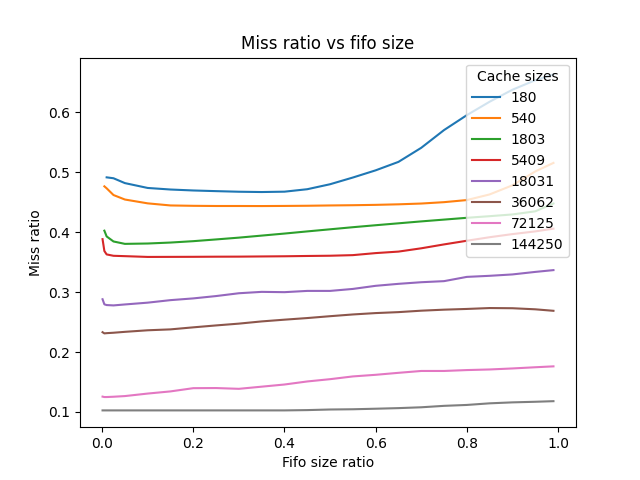 Miss ratio vs fifo size
Cache sizes
180
540
1803
5409
18031
36062
72125
144250
Miss ratio
0.6
0.5
0.4
0.3
0.2
0.1
0.0 0.2 0.4 0.6 0.8 1.0
Fifo size ratio